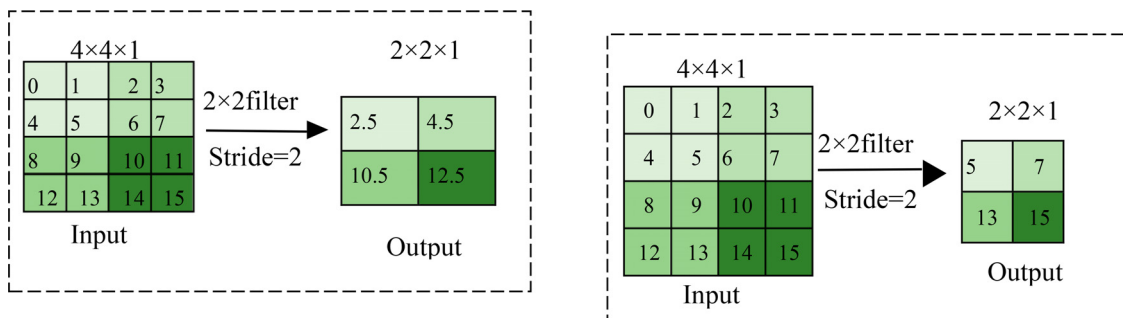 4×4×1
0 1 2 3
4 5 6 7
8 9 10 11
12 13 14 15
Input
2×2filter
Stride=2
2×2×1
2.5 4.5
10.5 12.5
Output
4×4×1
0 1 2 3
4 5 6 7
8 9 10 11
12 13 14 15
Input
2×2filter
Stride=2
2×2×1
5 7
13 15
Output